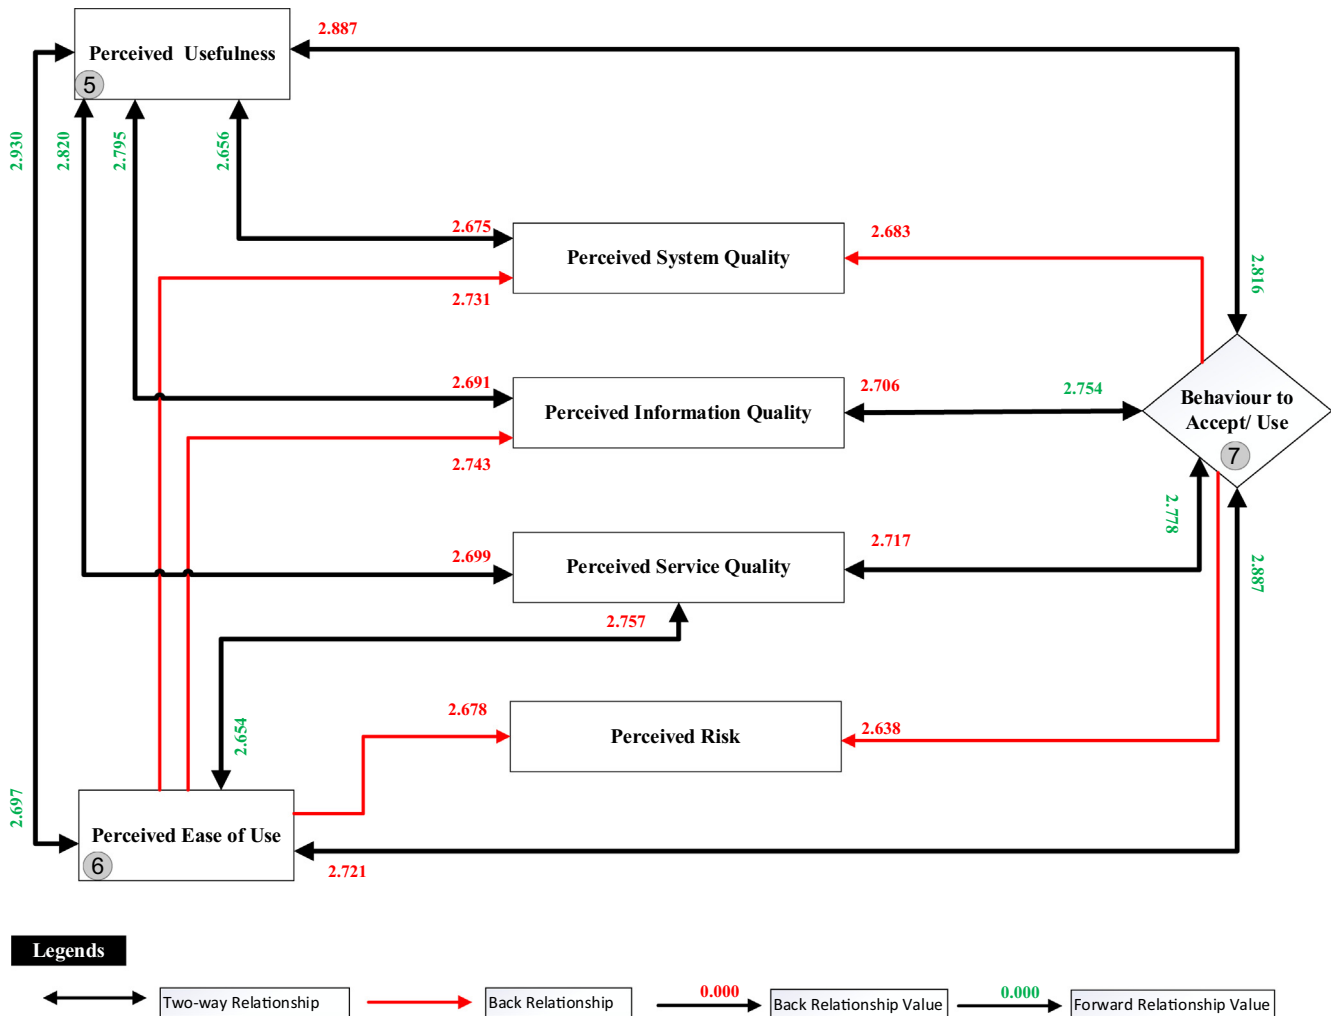 2.887
Perceived Usefulness
5
2.930
2.820
2.795
2.656
2.675
Perceived System Quality
2.683
2.816
2.731
2.691
Perceived Information Quality
2.706
2.754
Behaviour to
Accept/ Use
7
2.743
2.778
2.699
Perceived Service Quality
2.717
2.887
2.757
2.654
2.678
Perceived Risk
2.638
2.697
Perceived Ease of Use
6
2.721
Legends
Two-way Relationship
Back Relationship
0.000
Back Relationship Value
0.000
Forward Relationship Value